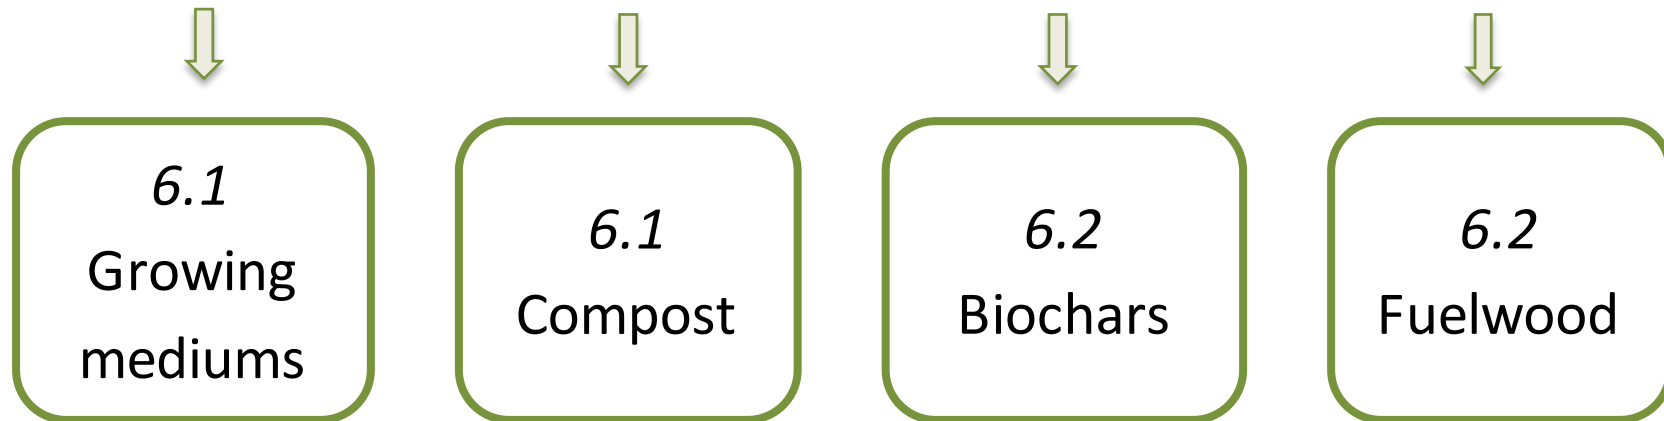 6.1
Growing
mediums
6.1
Compost
6.2
Biochars
6.2
Fuelwood